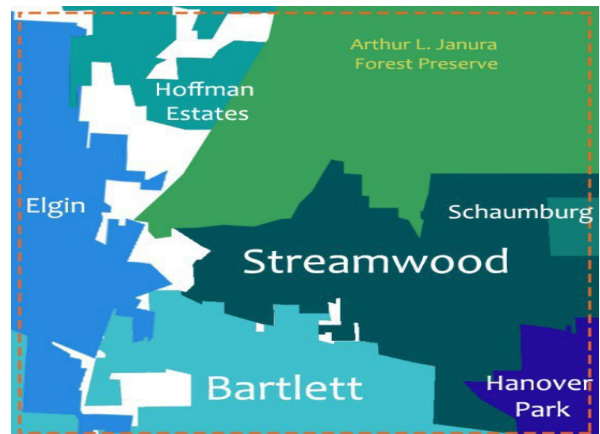 Arthur L. Janura
Forest Preserve
Hoffman
Estates
Elgin
Schaumburg
Streamwood
Bartlett
Hanover
Park